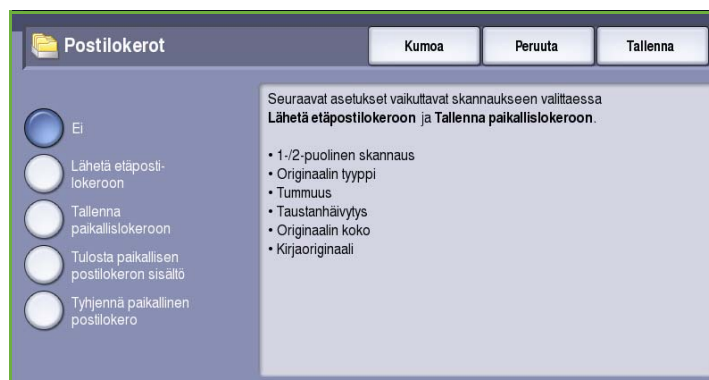 Postilokerot
Kumoa
Peruuta
Tallenna
Ei
Lähetä etäposti-
lokeroon
Tallenna
paikallislokeroon
Tulosta paikallisen
postilokeron sisältö
Tyhjennä paikallinen
postilokero
Seuraavat asetukset vaikuttavat skannaukseen valittaessa
Lähetä etäpostilokeroon ja Tallenna paikallislokeroon.
• 1-/2-puolinen skannaus
• Originaalin tyyppi
• Tummuus
• Taustanhäivytys
• Originaalin koko
• Kirjaoriginaali